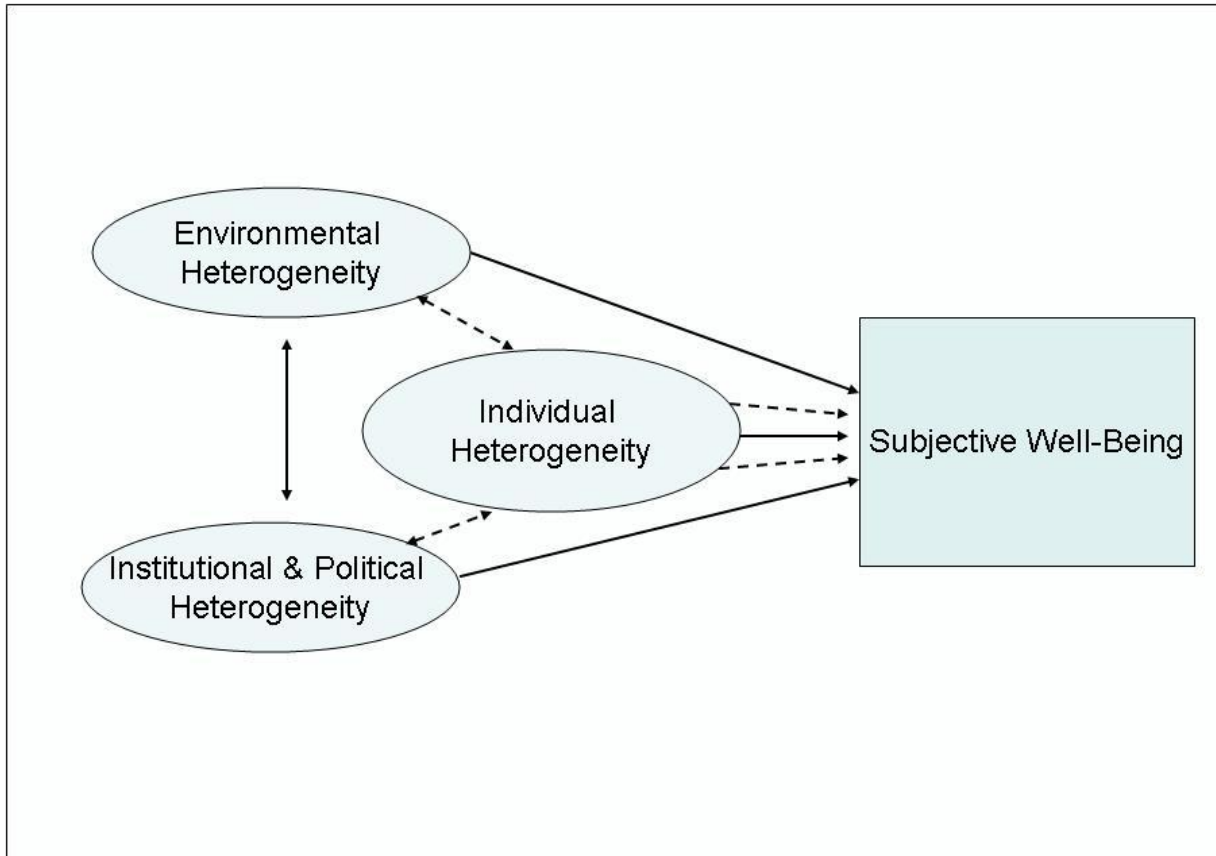 Environmental
Heterogeneity
Individual
Heterogeneity
Subjective Well-Being
Institutional & Political
Heterogeneity